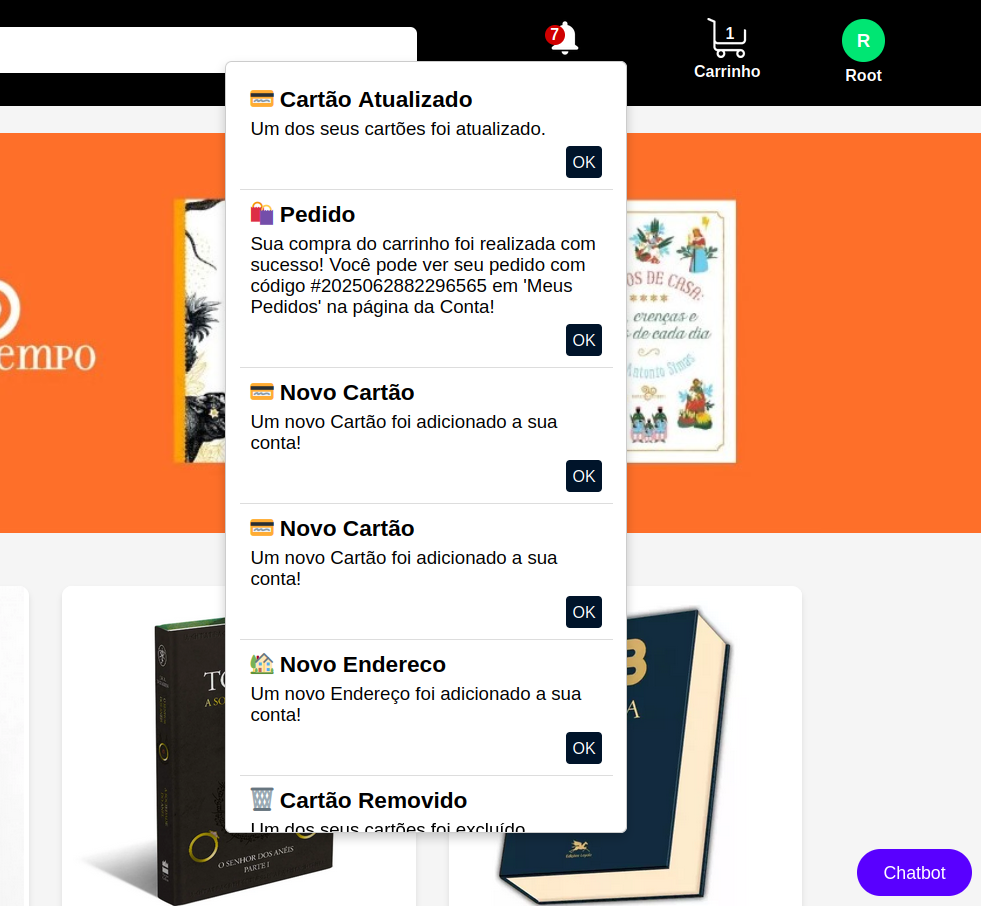 7
1
Carrinho
R
Root
Cartão Atualizado
Um dos seus cartões foi atualizado.
OK
Pedido
Sua compra do carrinho foi realizada com
sucesso! Você pode ver seu pedido com
código #2025062882296565 em 'Meus
Pedidos' na página da Conta!
OK
Novo Cartão
Um novo Cartão foi adicionado a sua
conta!
OK
Novo Cartão
Um novo Cartão foi adicionado a sua
conta!
OK
Novo Endereco
Um novo Endereço foi adicionado a sua
conta!
OK
Cartão Removido
Um dos seus cartões foi excluído
EMPO
OS DE CASA:
crenças e
de cada dia
Antonio Simas
TO
A SO
O SENHOR DOS ANÉIS
PARTE I
B
A
Chatbot